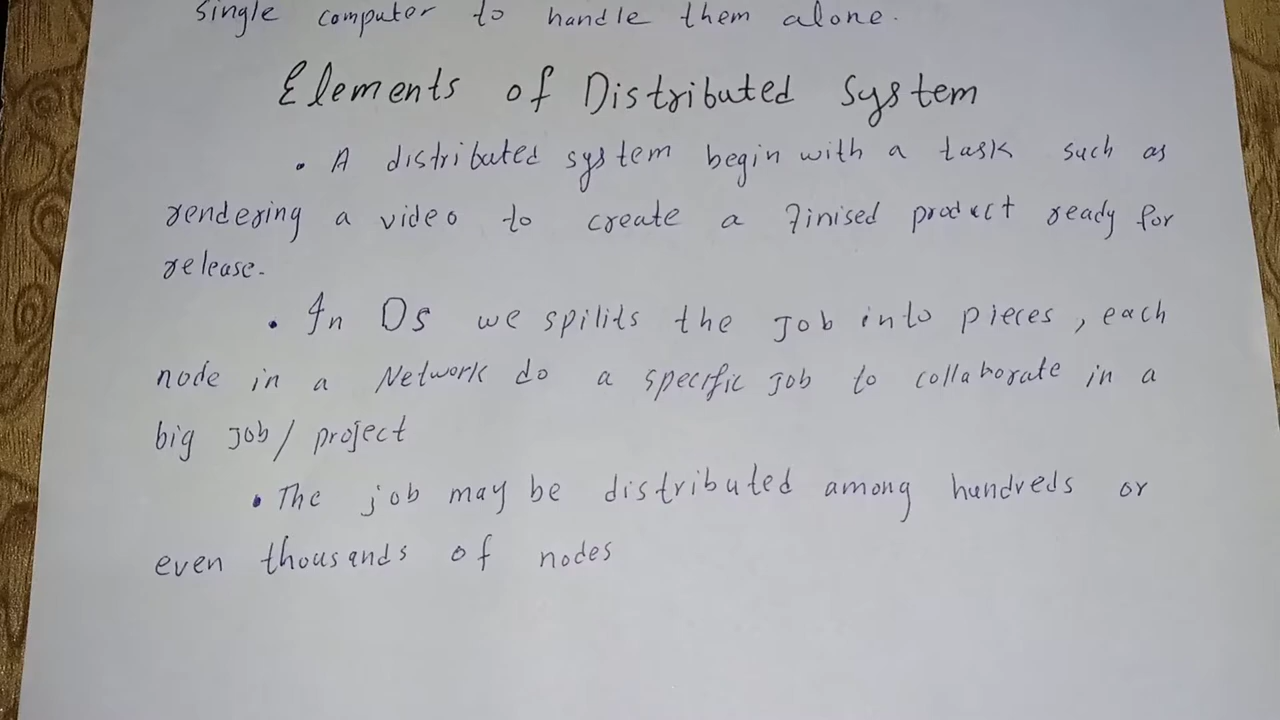 single computer to handle them alone.
Elements of Distributed System
• A distributed system begin with a task such as
rendering a video to create a finised product ready for
release.
• In DS we spilits the job into pieces, each
node in a Network do a specific job to collaborate in a
big job/project
• The job may be distributed among hundreds or
even thousands of nodes